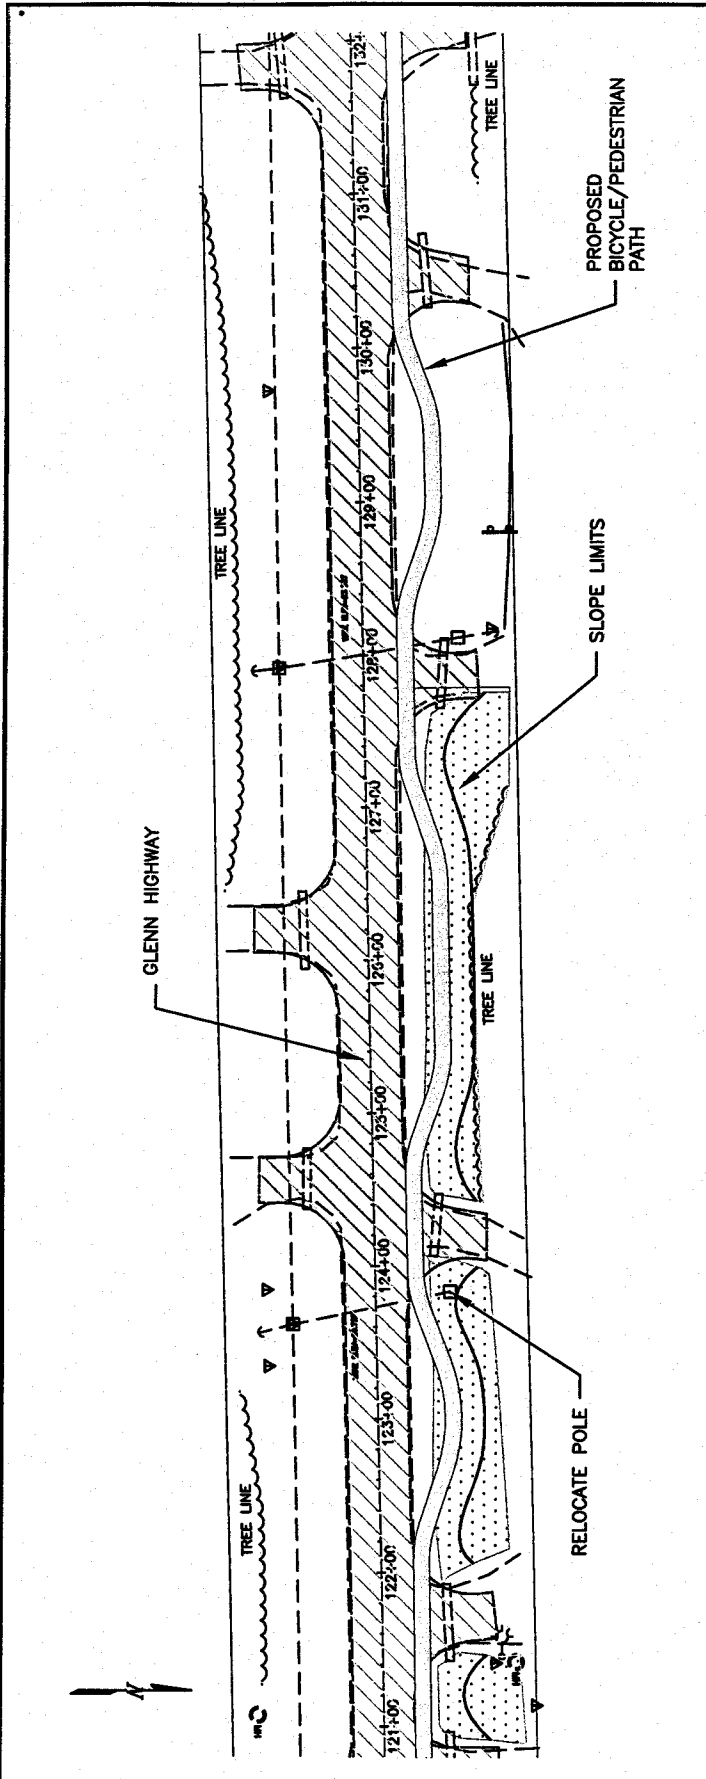 GLENN HIGHWAY
TREE LINE
TREE LINE
N
121+00
122+00
123+00
124+00
125+00
126+00
127+00
128+00
129+00
130+00
131+00
132+
TREE LINE
TREE LINE
RELOCATE POLE
SLOPE LIMITS
PROPOSED
BICYCLE/PEDESTRIAN
PATH